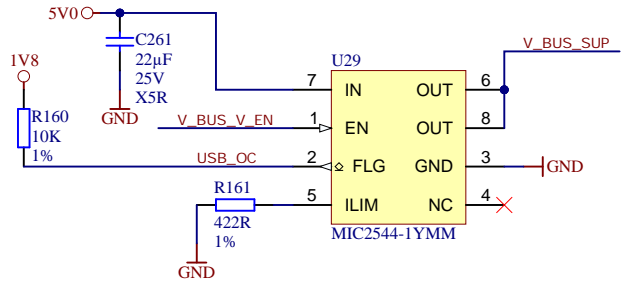 5V0
C261
22µF
25V
X5R
GND
1V8
R160
10K
1%
V_BUS_V_EN
USB_OC
R161
422R
1%
GND
U29
7 IN OUT 6
1 EN OUT 8
2 FLG GND 3
5 ILIM NC 4
MIC2544-1YMM
V_BUS_SUP
GND